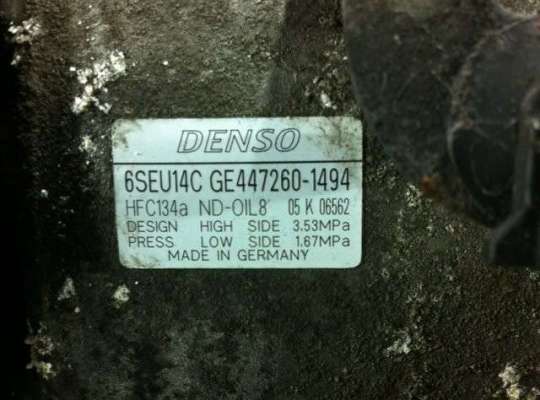 DENSO
6SEU14C GE447260-1494
HFC134a ND-OIL8 05 K 06562
DESIGN HIGH SIDE 3.53MPa
PRESS LOW SIDE 1.67MPa
MADE IN GERMANY